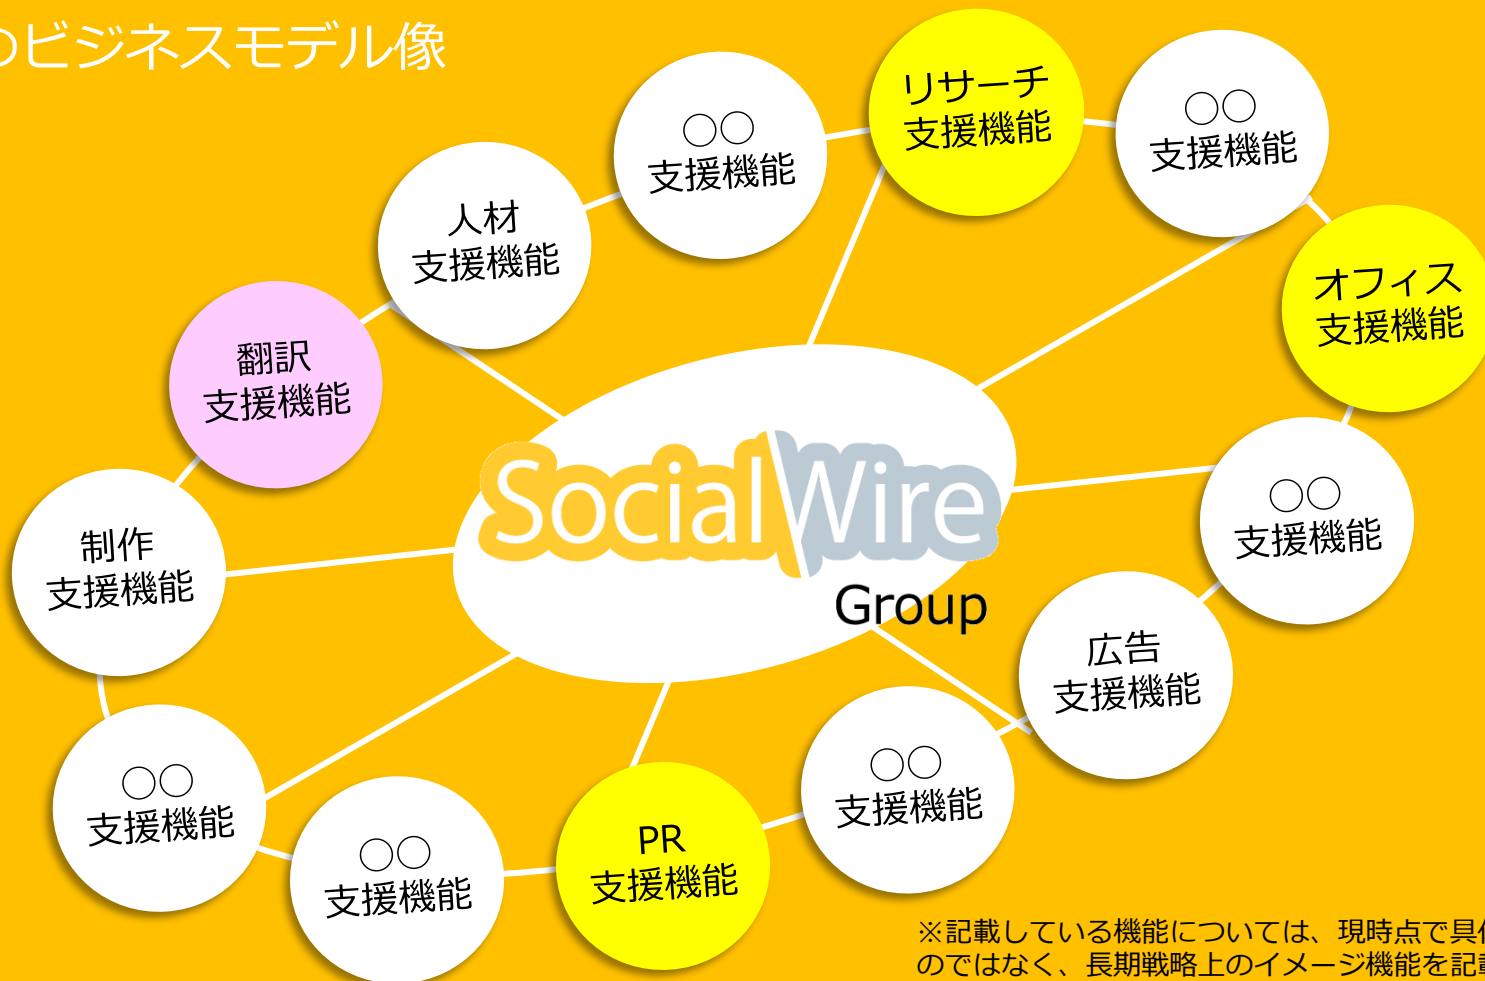 のビジネスモデル像
リサーチ
支援機能
○○
支援機能
○○
支援機能
人材
支援機能
オフィス
支援機能
翻訳
支援機能
SocialWire
Group
○○
支援機能
制作
支援機能
広告
支援機能
○○
支援機能
○○
支援機能
PR
支援機能
○○
支援機能
※記載している機能については、現時点で具
のではなく、長期戦略上のイメージ機能を記